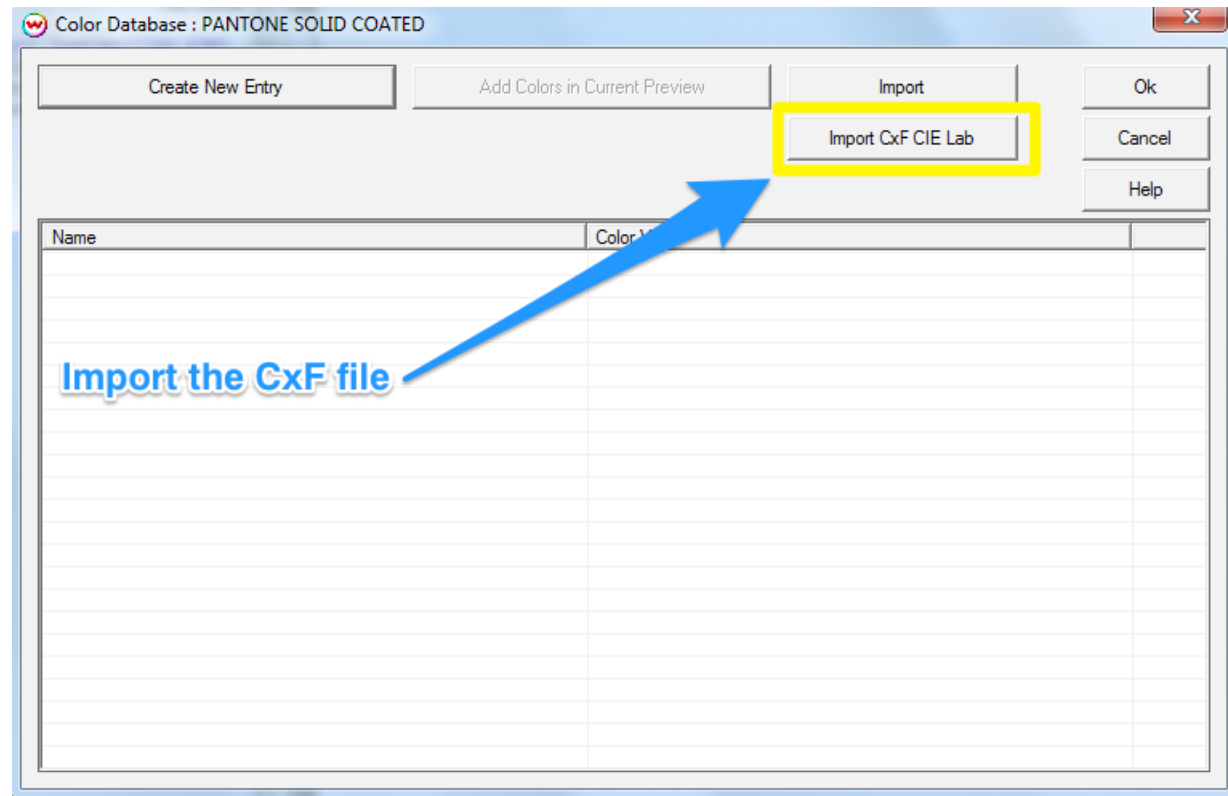 Color Database : PANTONE SOLID COATED
Create New Entry
Add Colors in Current Preview
Import
Ok
Import CxF CIE Lab
Cancel
Help
Name
Color
Import the CxF file